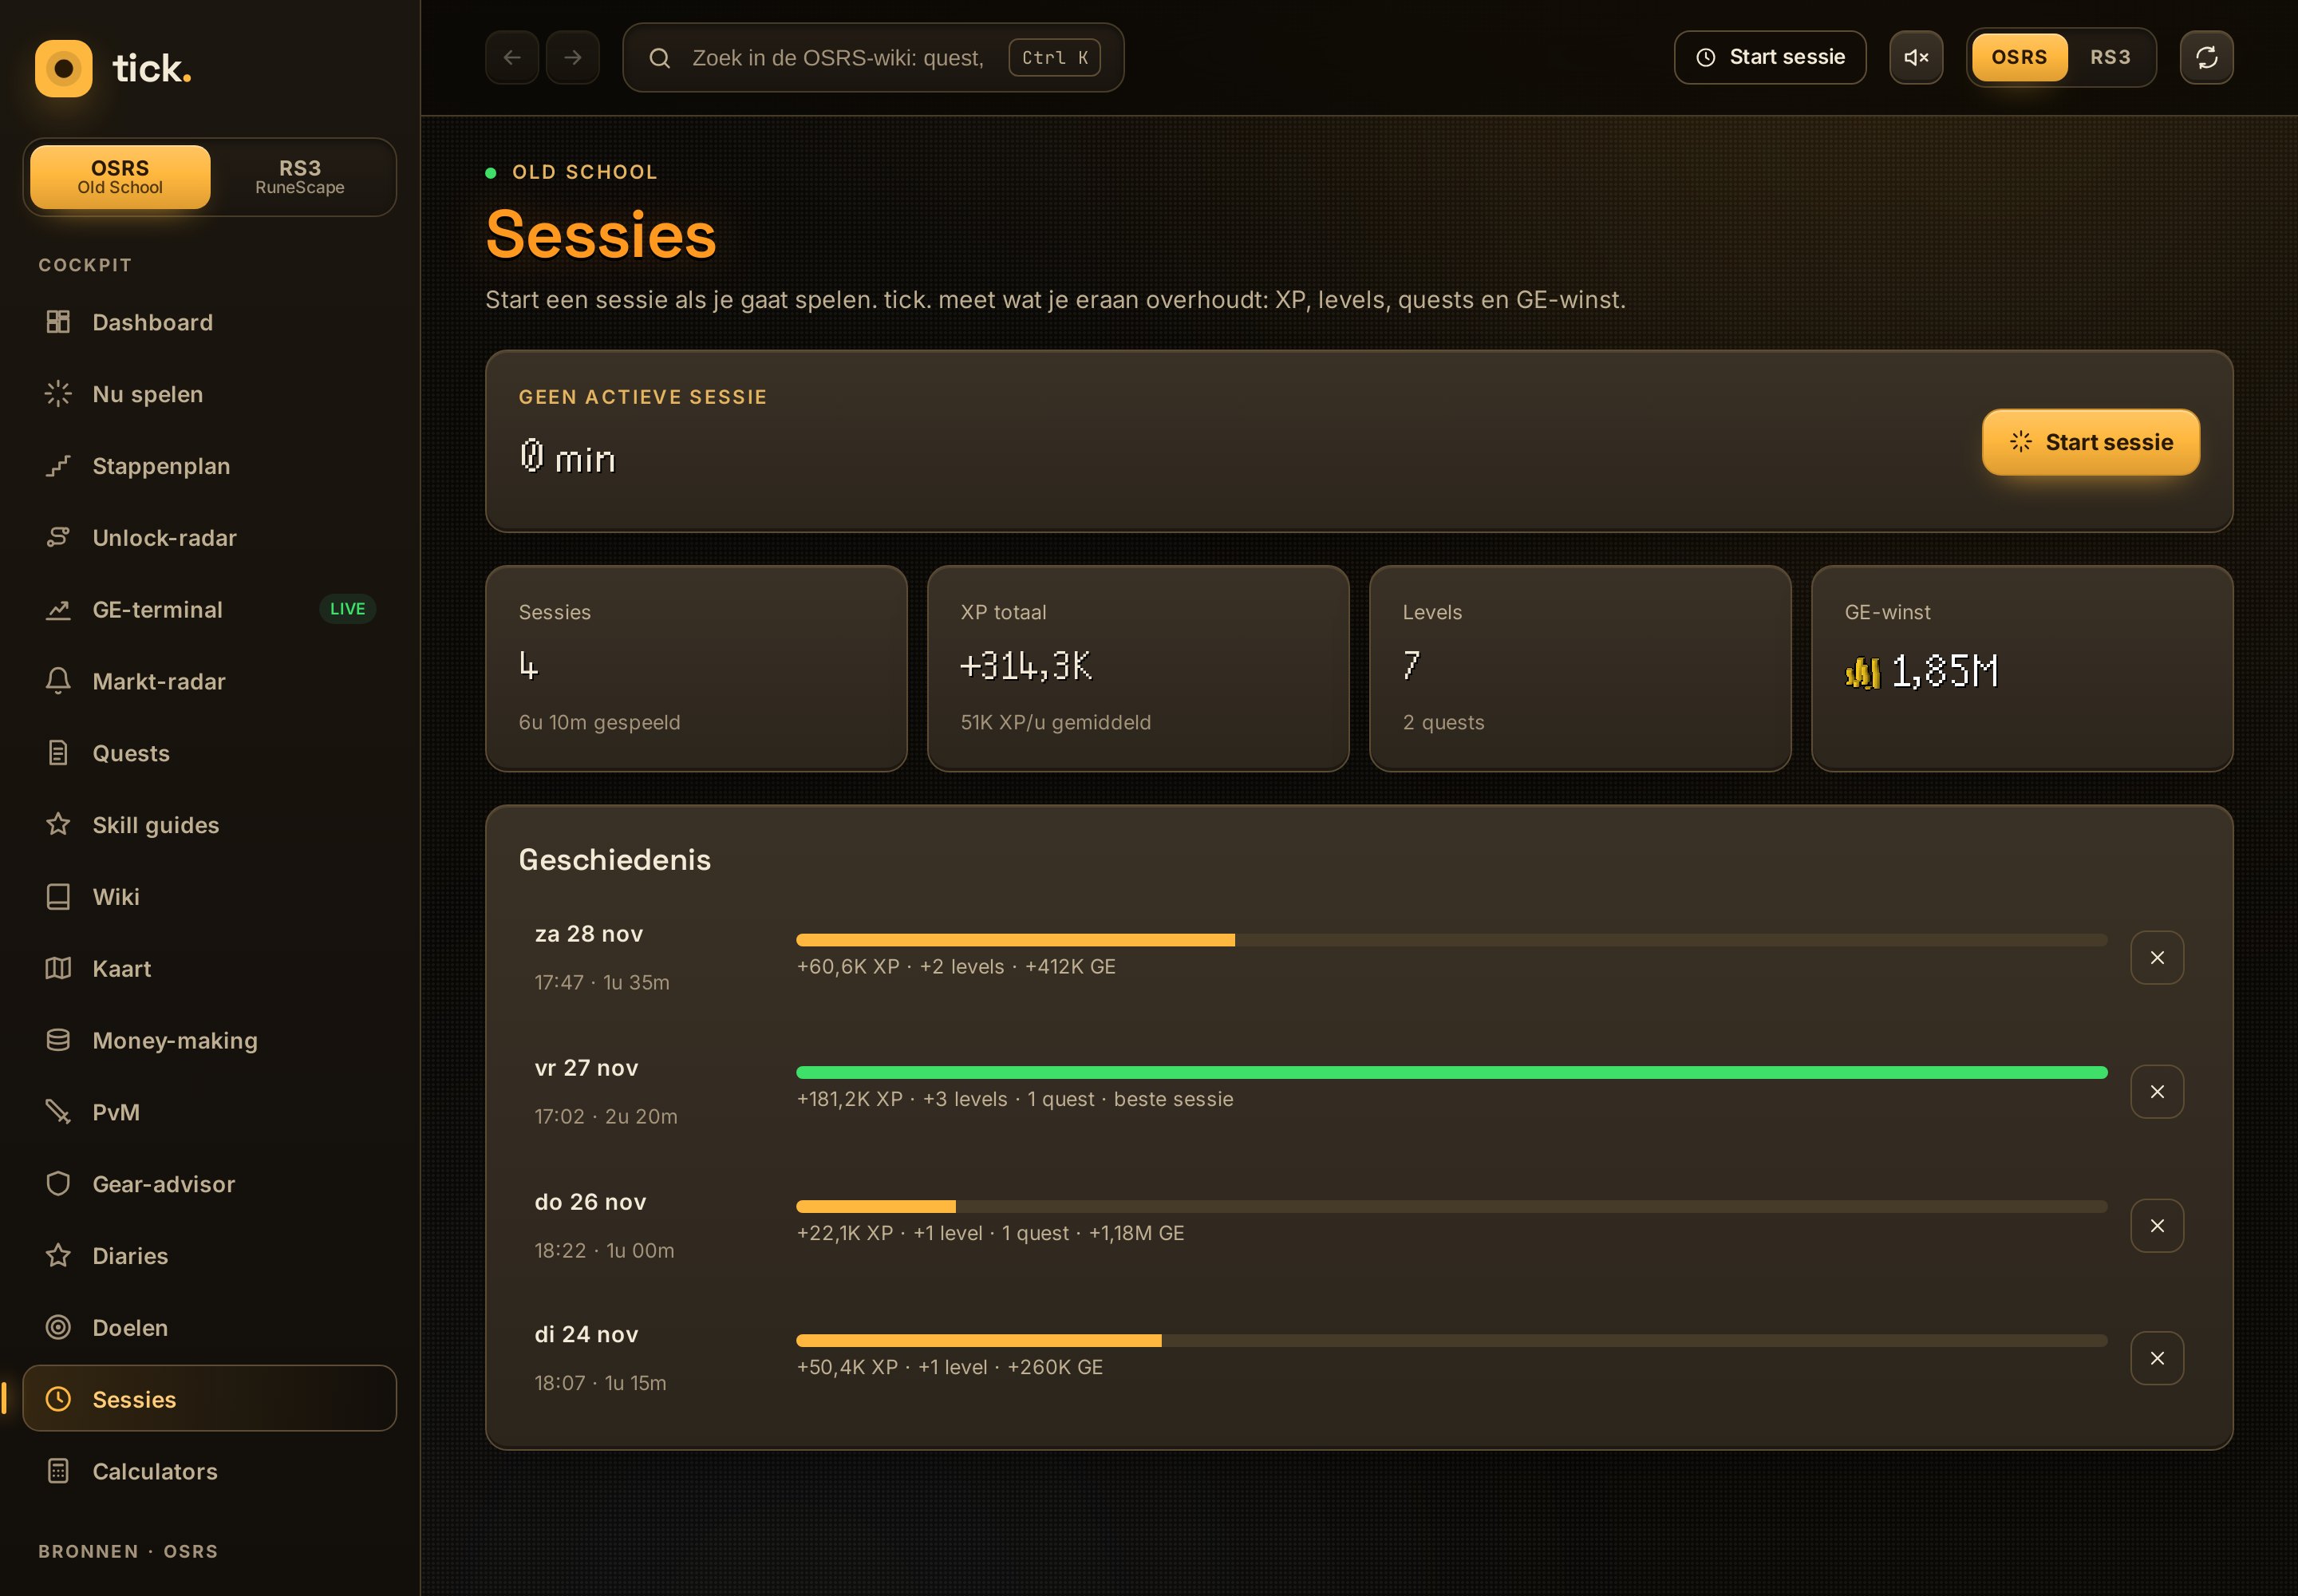 tick.
OSRS
Old School
RS3
RuneScape
COCKPIT
Dashboard
Nu spelen
Stappenplan
Unlock-radar
GE-terminal LIVE
Markt-radar
Quests
Skill guides
Wiki
Kaart
Money-making
PvM
Gear-advisor
Diaries
Doelen
Sessies
Calculators
BRONNEN · OSRS
Zoek in de OSRS-wiki: quest, Ctrl K
Start sessie
OSRS RS3
OLD SCHOOL
Sessies
Start een sessie als je gaat spelen. tick. meet wat je eraan overhoudt: XP, levels, quests en GE-winst.
GEEN ACTIEVE SESSIE
0 min
Start sessie
Sessies
4
6u 10m gespeeld
XP totaal
+314,3K
51K XP/u gemiddeld
Levels
7
2 quests
GE-winst
1,85M
Geschiedenis
za 28 nov
17:47 · 1u 35m
+60,6K XP · +2 levels · +412K GE
vr 27 nov
17:02 · 2u 20m
+181,2K XP · +3 levels · 1 quest · beste sessie
do 26 nov
18:22 · 1u 00m
+22,1K XP · +1 level · 1 quest · +1,18M GE
di 24 nov
18:07 · 1u 15m
+50,4K XP · +1 level · +260K GE